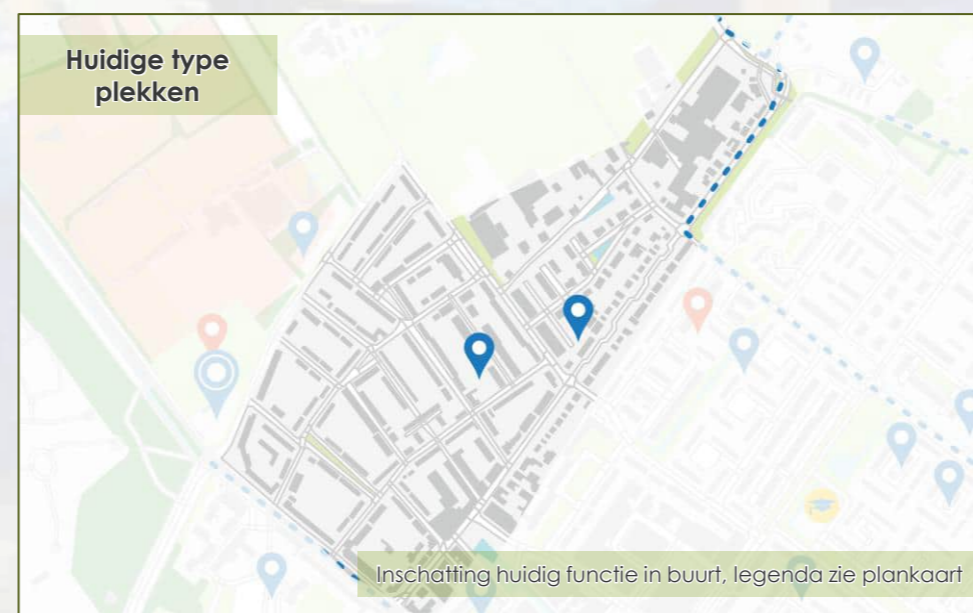 Huidige type
plekken
Inschatting huidig functie in buurt, legenda zie plankaart